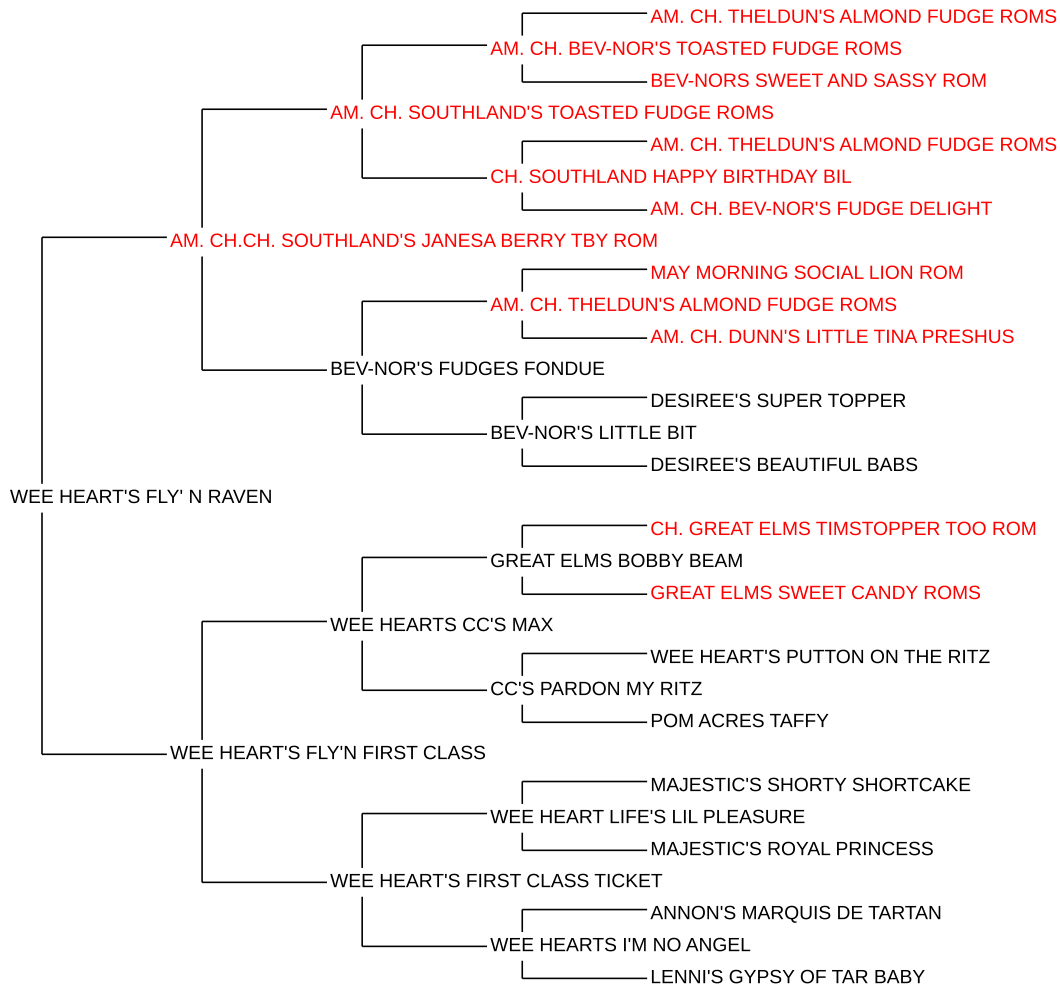 AM. CH. THELDUN'S ALMOND FUDGE ROMS
AM. CH. BEV-NOR'S TOASTED FUDGE ROMS
BEV-NORS SWEET AND SASSY ROM
AM. CH. SOUTHLAND'S TOASTED FUDGE ROMS
AM. CH. THELDUN'S ALMOND FUDGE ROMS
CH. SOUTHLAND HAPPY BIRTHDAY BIL
AM. CH. BEV-NOR'S FUDGE DELIGHT
AM. CH.CH. SOUTHLAND'S JANESA BERRY TBY ROM
MAY MORNING SOCIAL LION ROM
AM. CH. THELDUN'S ALMOND FUDGE ROMS
AM. CH. DUNN'S LITTLE TINA PRESHUS
BEV-NOR'S FUDGES FONDUE
DESIREE'S SUPER TOPPER
BEV-NOR'S LITTLE BIT
DESIREE'S BEAUTIFUL BABS
WEE HEART'S FLY' N RAVEN
CH. GREAT ELMS TIMSTOPPER TOO ROM
GREAT ELMS BOBBY BEAM
GREAT ELMS SWEET CANDY ROMS
WEE HEARTS CC'S MAX
WEE HEART'S PUTTON ON THE RITZ
CC'S PARDON MY RITZ
POM ACRES TAFFY
WEE HEART'S FLY'N FIRST CLASS
MAJESTIC'S SHORTY SHORTCAKE
WEE HEART LIFE'S LIL PLEASURE
MAJESTIC'S ROYAL PRINCESS
WEE HEART'S FIRST CLASS TICKET
ANNON'S MARQUIS DE TARTAN
WEE HEARTS I'M NO ANGEL
LENNI'S GYPSY OF TAR BABY